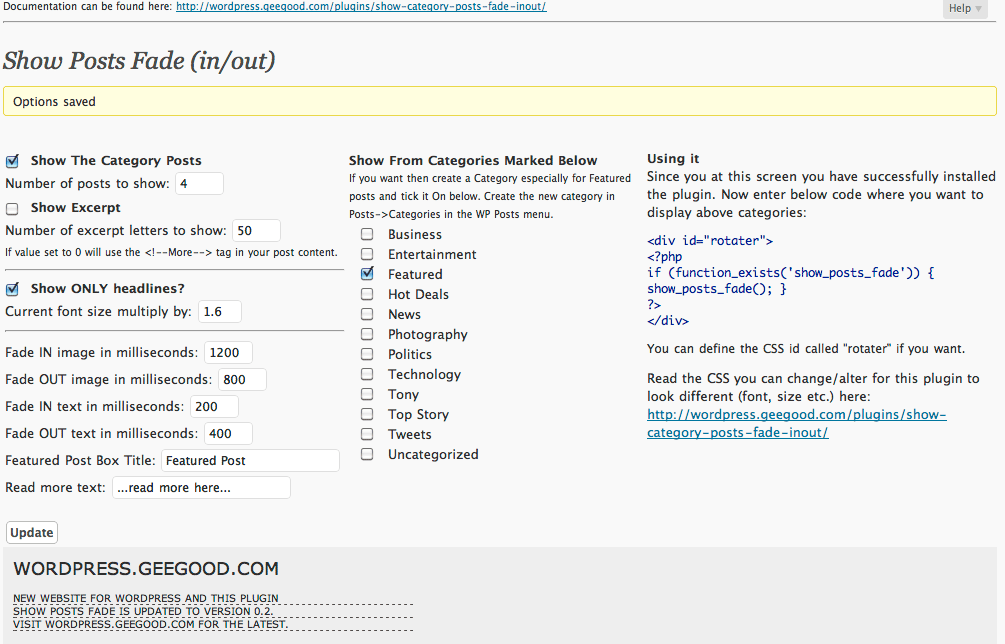 Documentation can be found here: http://wordpress.geegood.com/plugins/show-category-posts-fade-inout/
Help
Show Posts Fade (in/out)
Options saved
Show The Category Posts
Number of posts to show: 4
Show Excerpt
Number of excerpt letters to show: 50
If value set to 0 will use the <!--More--> tag in your post content.
Show ONLY headlines?
Current font size multiply by: 1.6
Fade IN image in milliseconds: 1200
Fade OUT image in milliseconds: 800
Fade IN text in milliseconds: 200
Fade OUT text in milliseconds: 400
Featured Post Box Title: Featured Post
Read more text: ...read more here...
Update
Show From Categories Marked Below
If you want then create a Category especially for Featured
posts and tick it On below. Create the new category in
Posts->Categories in the WP Posts menu.
Business
Entertainment
Featured
Hot Deals
News
Photography
Politics
Technology
Tony
Top Story
Tweets
Uncategorized
Using it
Since you at this screen you have successfully installed
the plugin. Now enter below code where you want to
display above categories:
<div id="rotater">
<?php
if (function_exists('show_posts_fade')) {
show_posts_fade(); }
?>
</div>
You can define the CSS id called "rotater" if you want.
Read the CSS you can change/alter for this plugin to
look different (font, size etc.) here:
http://wordpress.geegood.com/plugins/show-
category-posts-fade-inout/
WORDPRESS.GEEGOOD.COM
NEW WEBSITE FOR WORDPRESS AND THIS PLUGIN
SHOW POSTS FADE IS UPDATED TO VERSION 0.2.
VISIT WORDPRESS.GEEGOOD.COM FOR THE LATEST.